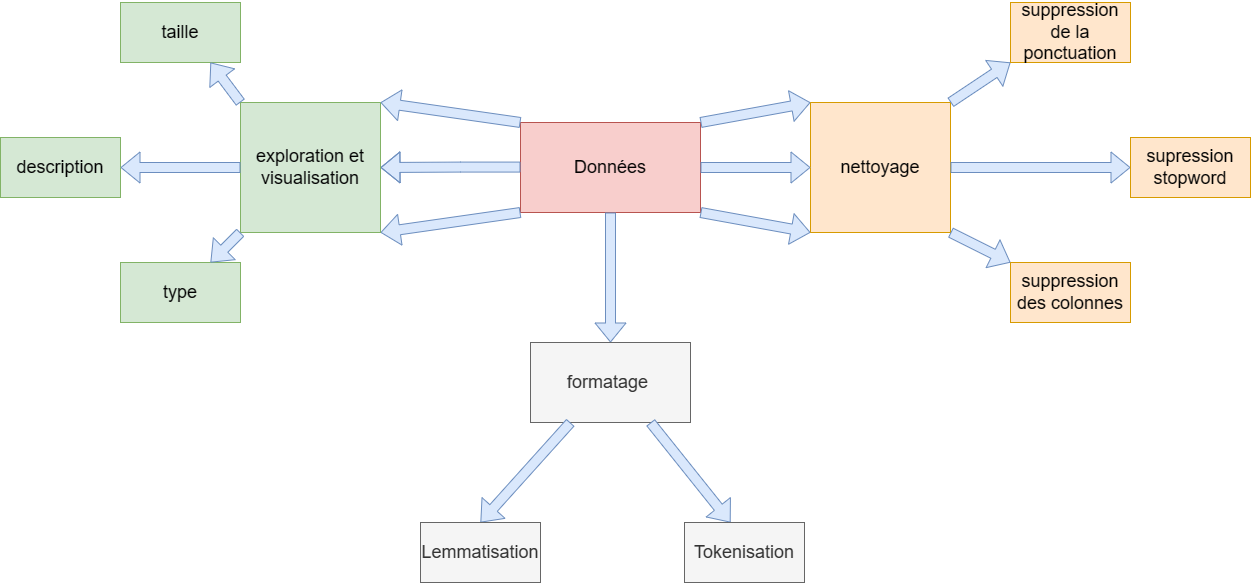 taille
suppression
de la
ponctuation
description
exploration et
visualisation
Données
nettoyage
supression
stopword
type
suppression
des colonnes
formatage
Lemmatisation
Tokenisation